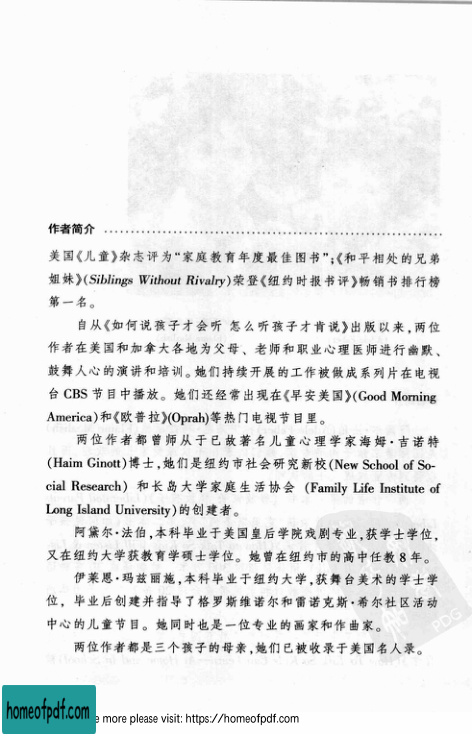 作者简介
美国《儿童》杂志评为“家庭教育年度最佳图书”;《和平相处的兄弟
姐妹》(Siblings Without Rivalry)荣登《纽约时报书评》畅销书排行榜
第一名。
自从《如何说孩子才会听 怎么听孩子才肯说》出版以来,两位
作者在美国和加拿大各地为父母、老师和职业心理医师进行幽默、
鼓舞人心的演讲和培训。她们持续开展的工作被做成系列片在电视
台 CBS 节目中播放。她们还经常出现在《早安美国》(Good Morning
America)和《欧普拉》(Oprah)等热门电视节目里。
两位作者都曾师从于已故著名儿童心理学家海姆·吉诺特
(Haim Ginott)博士,她们是纽约市社会研究新校(New School of So-
cial Research) 和长岛大学家庭生活协会 (Family Life Institute of
Long Island University)的创建者。
阿黛尔·法伯,本科毕业于美国皇后学院戏剧专业,获学士学位,
又在纽约大学获教育学硕士学位。她曾在纽约市的高中任教 8 年。
伊莱恩·玛兹丽施,本科毕业于纽约大学,获舞台美术的学士学
位, 毕业后创建并指导了格罗斯维诺尔和雷诺克斯·希尔社区活动
中心的儿童节目。她同时也是一位专业的画家和作曲家。
两位作者都是三个孩子的母亲,她们已被收录于美国名人录。
PDG
homeofpdf.com
e more please visit: https://homeofpdf.com